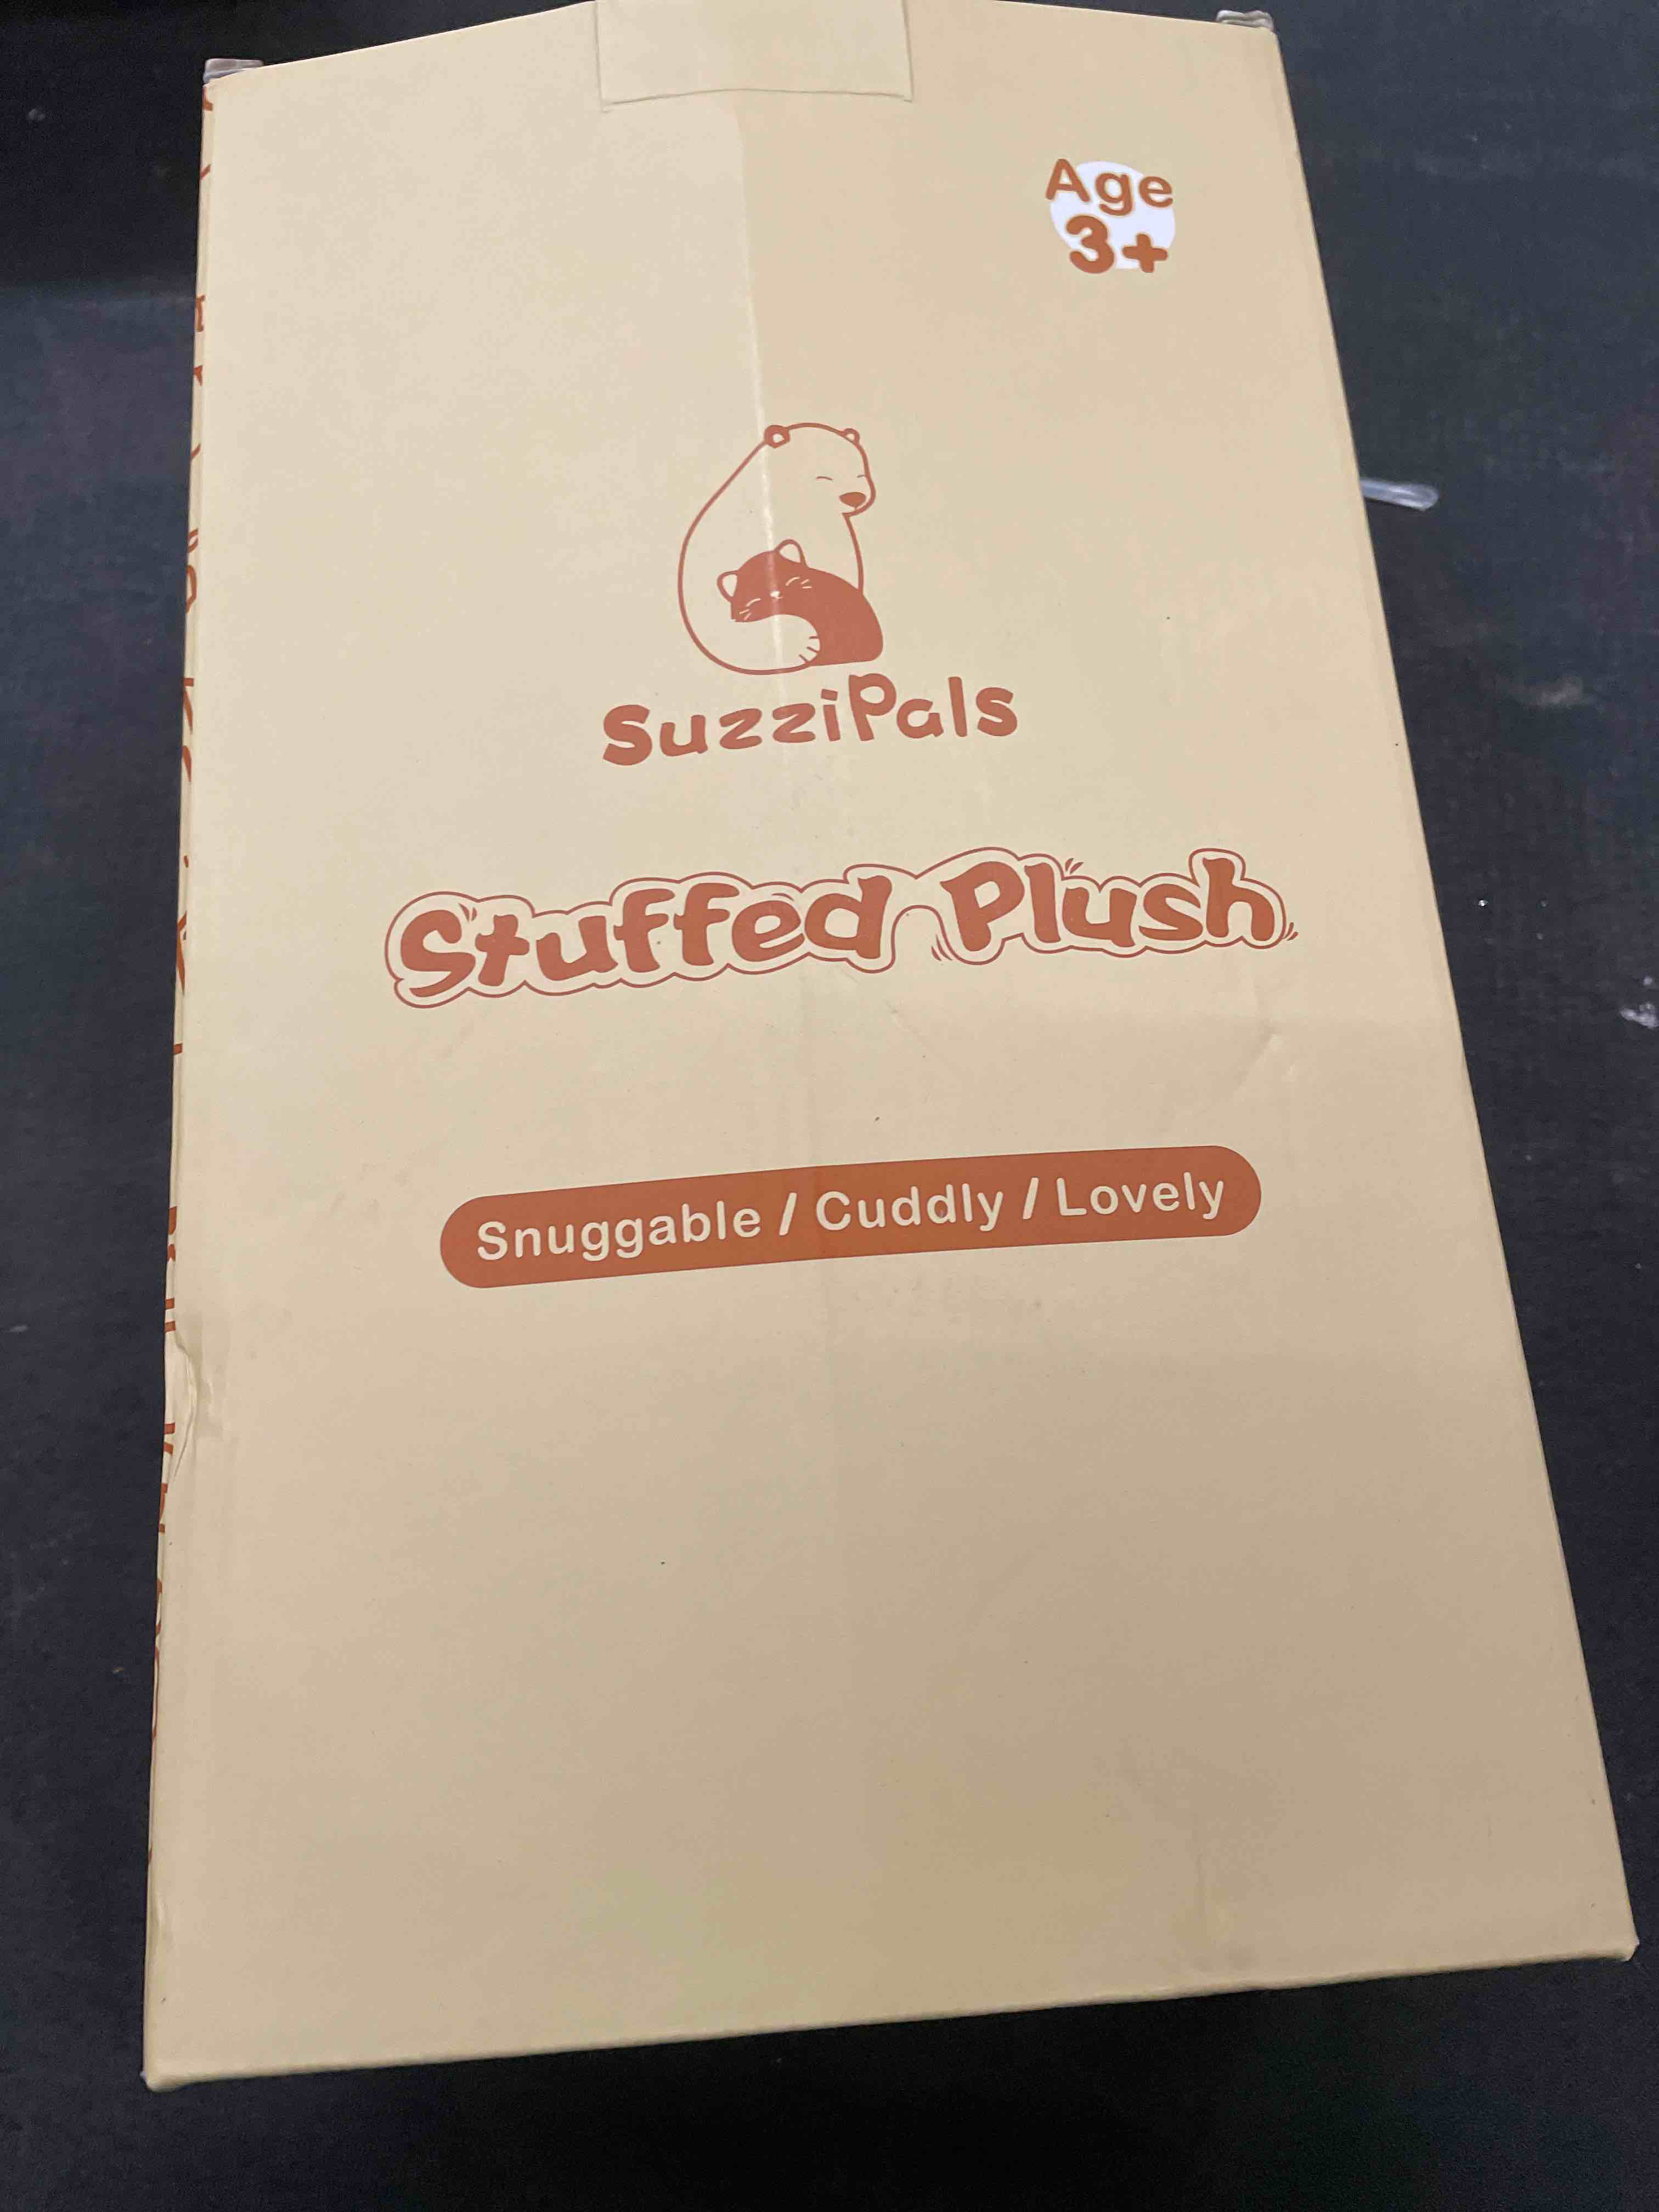 Age
3+
SuzziPals
Stuffed Plush
Snuggable / Cuddly / Lovely